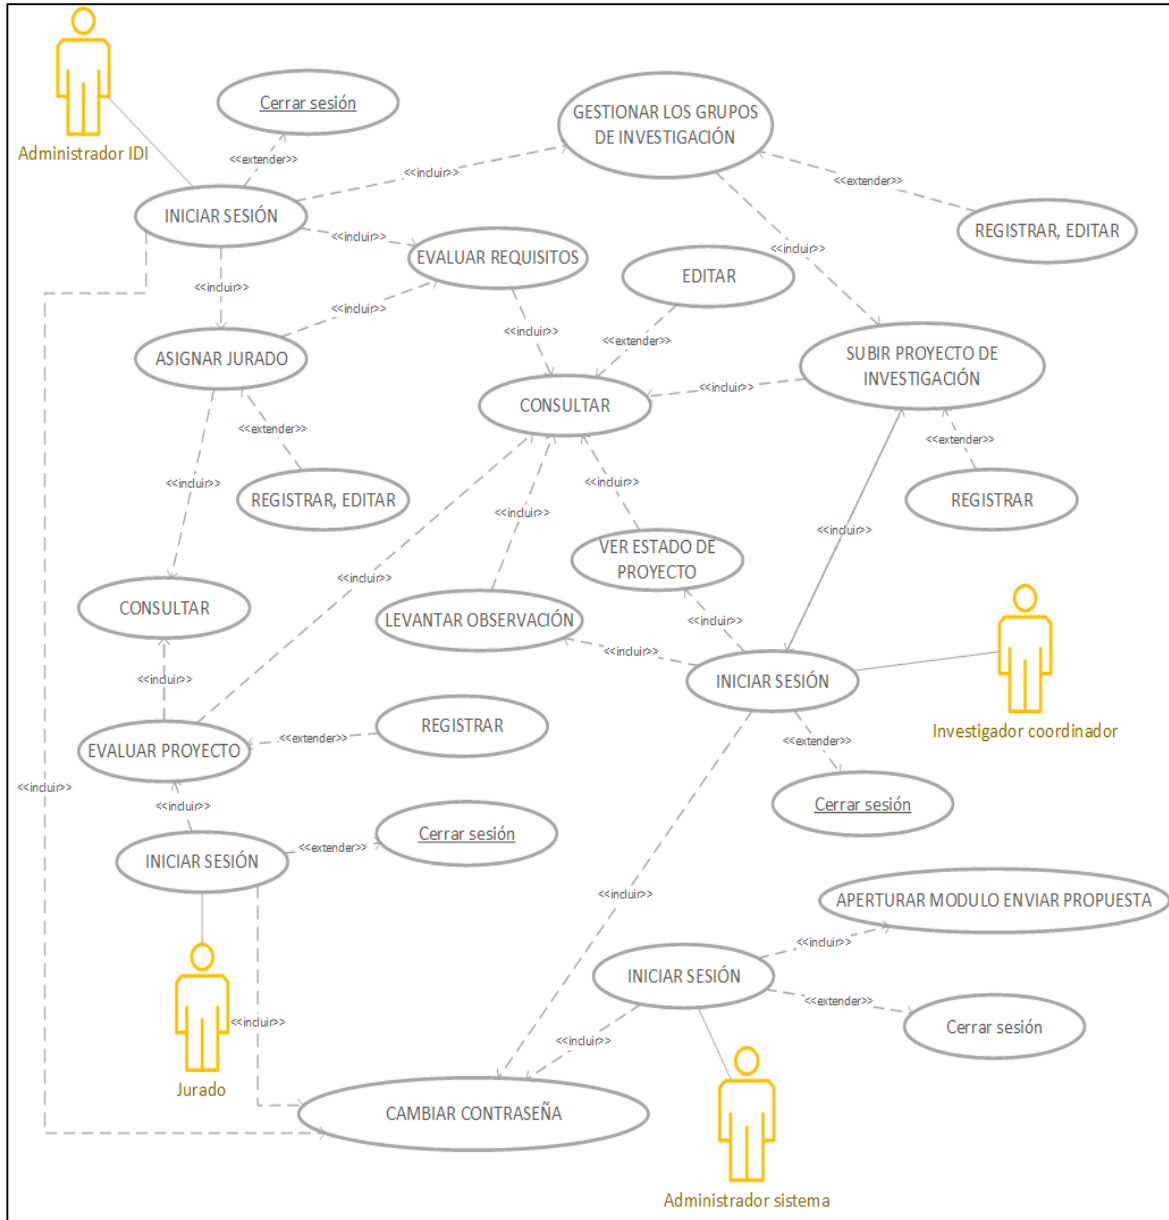 Cerrar sesión
GESTIONAR LOS GRUPOS
DE INVESTIGACIÓN
Administrador IDI
<<extender>>
<<incluir>>
<<extender>>
INICIAR SESIÓN
<<incluir>>
REGISTRAR, EDITAR
<<incluir>>
EVALUAR REQUISITOS
EDITAR
<<incluir>>
<<incluir>>
<<incluir>>
<<extender>>
ASIGNAR JURADO
SUBIR PROYECTO DE
INVESTIGACIÓN
<<incluir>>
CONSULTAR
<<extender>>
<<extender>>
<<incluir>>
<<incluir>>
REGISTRAR, EDITAR
REGISTRAR
<<incluir>>
<<incluir>>
VER ESTADO DE
PROYECTO
<<incluir>>
CONSULTAR
LEVANTAR OBSERVACIÓN
<<incluir>>
<<incluir>>
<<incluir>>
INICIAR SESIÓN
REGISTRAR
Investigador coordinador
<<extender>>
<<extender>>
EVALUAR PROYECTO
<<incluir>>
<<incluir>>
Cerrar sesión
Cerrar sesión
<<extender>>
INICIAR SESIÓN
<<incluir>>
APERTURAR MODULO ENVIAR PROPUESTA
<<incluir>>
INICIAR SESIÓN
<<extender>>
Cerrar sesión
<<incluir>>
<<incluir>>
Jurado
CAMBIAR CONTRASEÑA
Administrador sistema